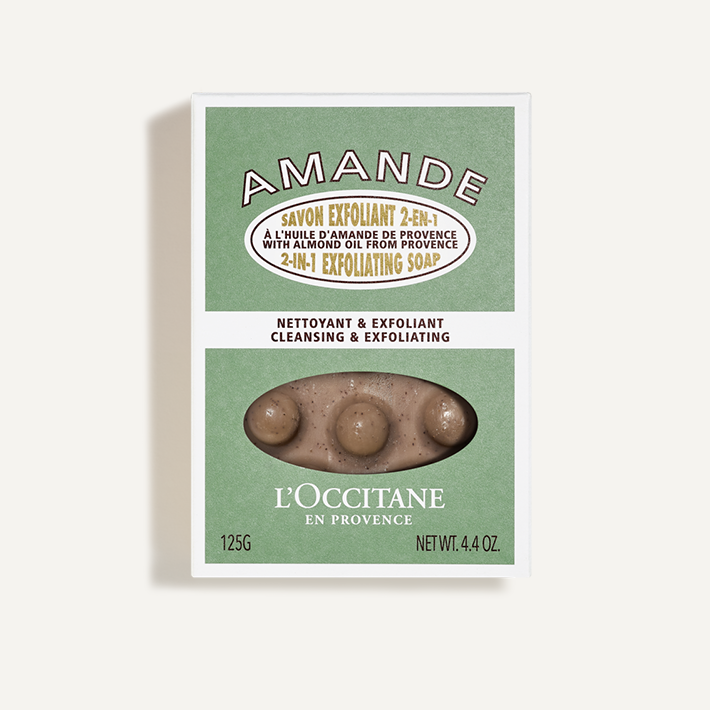 AMANDE
SAVON EXFOLIANT 2-EN-1
À L'HUILE D'AMANDE DE PROVENCE
WITH ALMOND OIL FROM PROVENCE
2-IN-1 EXFOLIATING SOAP
NETTOYANT & EXFOLIANT
CLEANSING & EXFOLIATING
L'OCCITANE
EN PROVENCE
125G NET WT. 4.4 OZ.